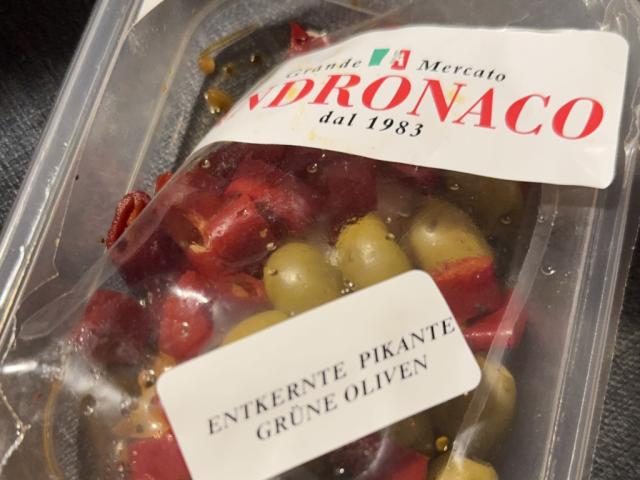 Grande Mercato
NDRONACO
dal 1983
ENTKERNTE PIKANTE
GRÜNE OLIVEN